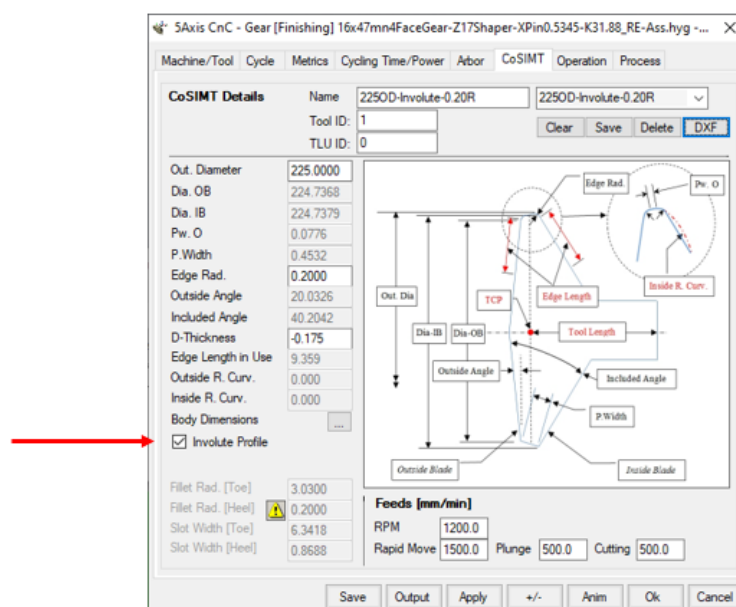 5Axis CnC - Gear [Finishing] 16x47mn4FaceGear-Z17Shaper-XPin0.5345-K31.88_RE-Ass.hyg -...
Machine/Tool Cycle Metrics Cycling Time/Power Arbor CoSIMT Operation Process
CoSIMT Details Name 225OD-Involute-0.20R 225OD-Involute-0.20R
Tool ID: 1
Clear Save Delete DXF
TLU ID: 0
Out. Diameter 225.0000
Dia. OB 224.7368
Dia. IB 224.7379
Pw. O 0.0776
P.Width 0.4532
Edge Rad. 0.2000
Outside Angle 20.0326
Included Angle 40.2042
D-Thickness -0.175
Edge Length in Use 9.359
Outside R. Curv. 0.000
Inside R. Curv. 0.000
Body Dimensions ...
Involute Profile
Fillet Rad. [Toe] 3.0300
Fillet Rad. [Heel] 0.2000
Slot Width [Toe] 6.3418
Slot Width [Heel] 0.8688
Edge Rad.
Pw. O
Inside R. Curv.
Out. Dia
TCP
Edge Length
Dia-IB
Dia-OB
Tool Length
Outside Angle
Included Angle
P.Width
Outside Blade
Inside Blade
Feeds [mm/min]
RPM 1200.0
Rapid Move 1500.0 Plunge 500.0 Cutting 500.0
Save Output Apply +/- Anim Ok Cancel